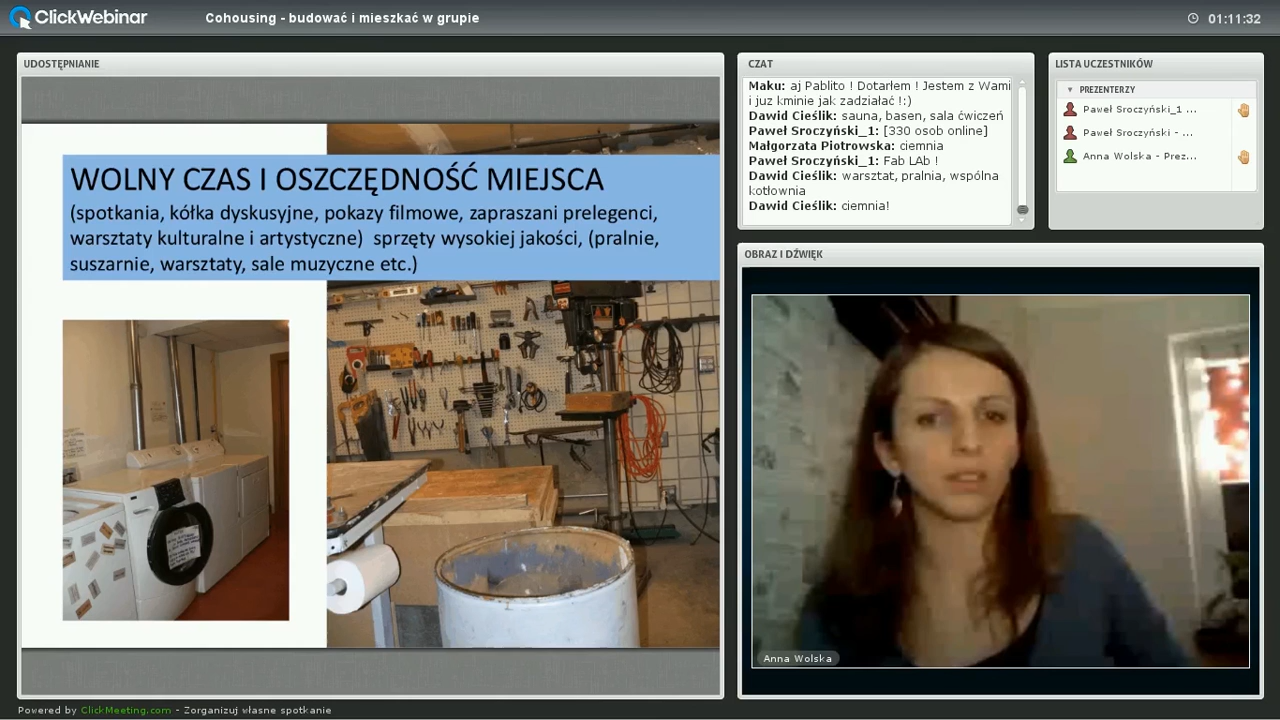 ClickWebinar
Cohousing - budować i mieszkać w grupie
01:11:32
UDOSTĘPNIANIE
WOLNY CZAS I OSZCZĘDNOŚĆ MIEJSCA
(spotkania, kółka dyskusyjne, pokazy filmowe, zapraszani prelegenci,
warsztaty kulturalne i artystyczne) sprzęty wysokiej jakości, (pralnie,
suszarnie, warsztaty, sale muzyczne etc.)
CZAT
Maku: aj Pablito ! Dotarłem ! Jestem z Wami
i juz kminie jak zadziałać !:)
Dawid Cieślik: sauna, basen, sala ćwiczeń
Paweł Sroczyński_1: [330 osob online]
Małgorzata Piotrowska: ciemnia
Paweł Sroczyński_1: Fab LAb !
Dawid Cieślik: warsztat, pralnia, wspólna
kotłownia
Dawid Cieślik: ciemnia!
LISTA UCZESTNIKÓW
PREZENTERZY
Paweł Sroczyński_1 ...
Paweł Sroczyński - ...
Anna Wolska - Prez...
OBRAZ I DŹWIĘK
Anna Wolska
Powered by ClickMeeting.com - Zorganizuj własne spotkanie